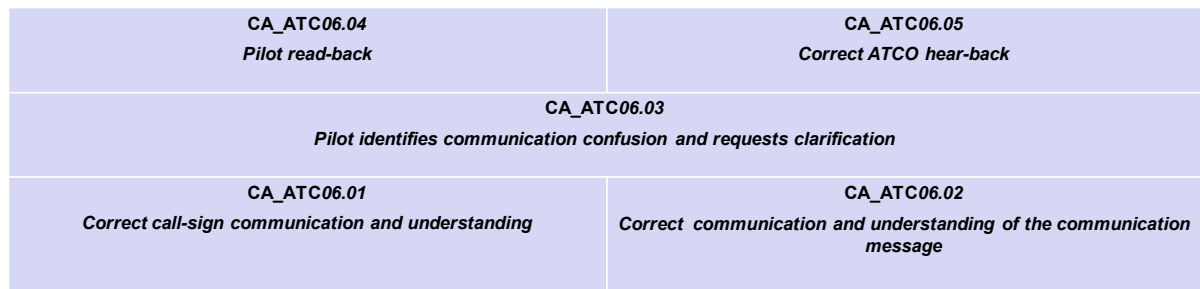 CA_ATC06.04
Pilot read-back
CA_ATC06.05
Correct ATCO hear-back
CA_ATC06.03
Pilot identifies communication confusion and requests clarification
CA_ATC06.01
Correct call-sign communication and understanding
CA_ATC06.02
Correct communication and understanding of the communication
message